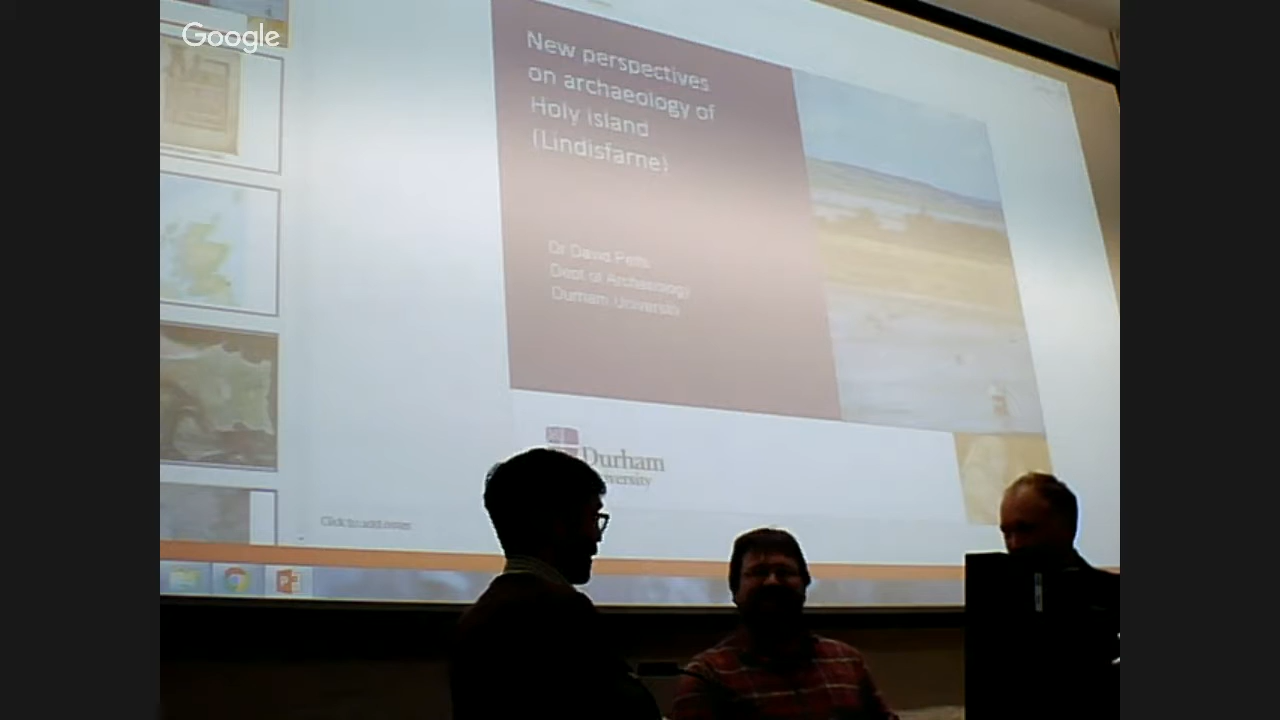 Google
New perspectives
on archaeology of
Holy island
(Lindisfarne)
Dr David Petts
Dept of Archaeology
Durham University
Durham
University
Click to add notes